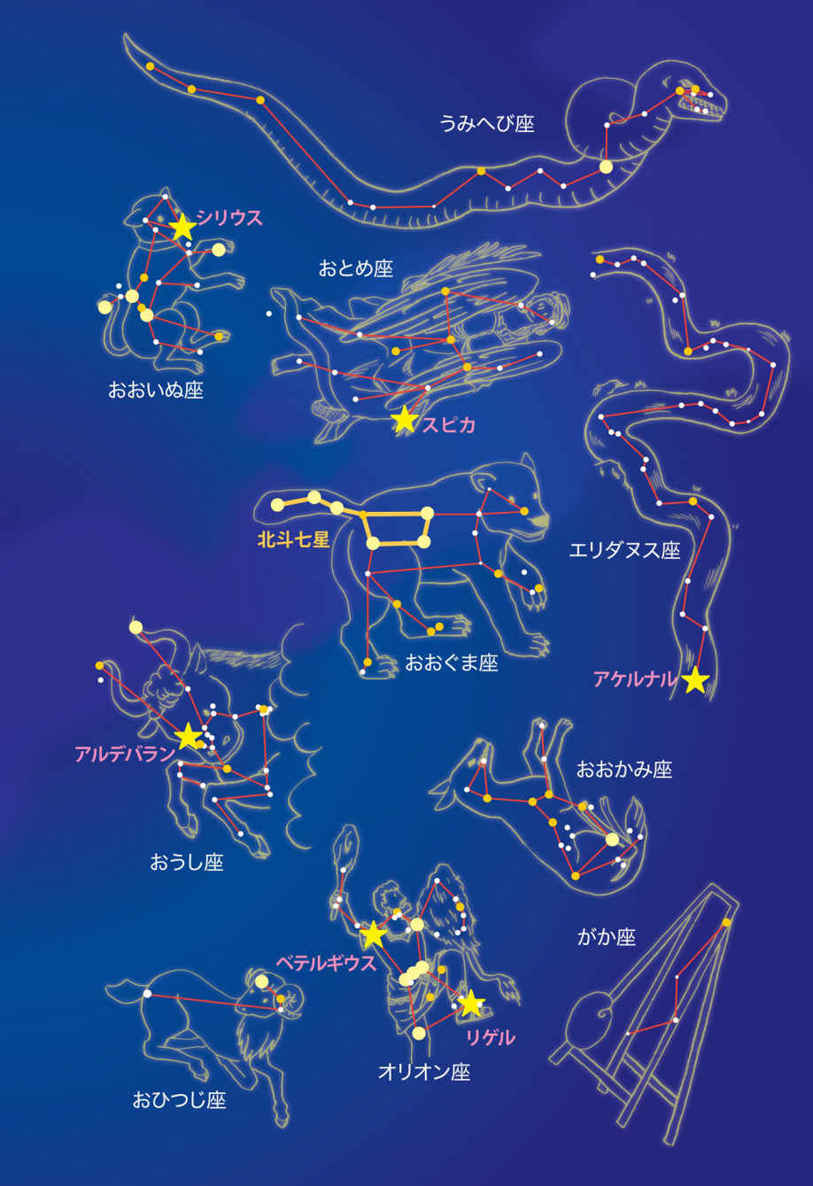 うみへび座
シリウス
おとめ座
おおいぬ座
スピカ
北斗七星
エリダヌス座
おおぐま座
アケルナル
アルデバラン
おおかみ座
おうし座
がか座
ベテルギウス
リゲル
オリオン座
おひつじ座